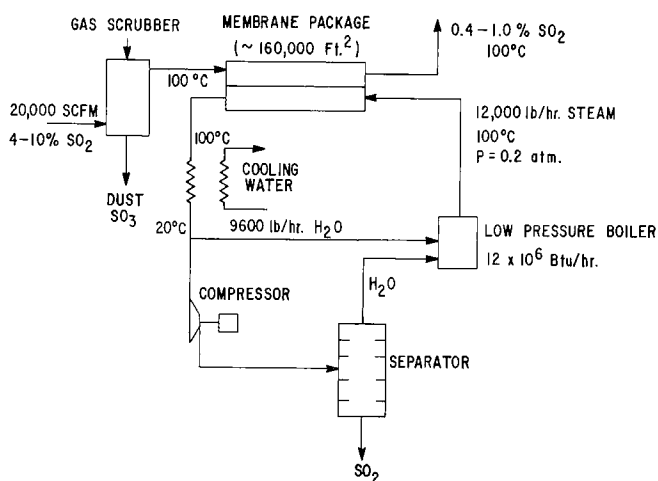 GAS SCRUBBER
MEMBRANE PACKAGE
(~ 160,000 Ft.²)
0.4–1.0% SO₂
100°C
100°C
20,000 SCFM
4–10% SO₂
12,000 lb/hr. STEAM
100°C
P = 0.2 atm.
100°C
COOLING
WATER
DUST
SO₃
20°C
9600 lb/hr. H₂O
LOW PRESSURE BOILER
12 x 10⁶ Btu/hr.
H₂O
COMPRESSOR
SEPARATOR
SO₂